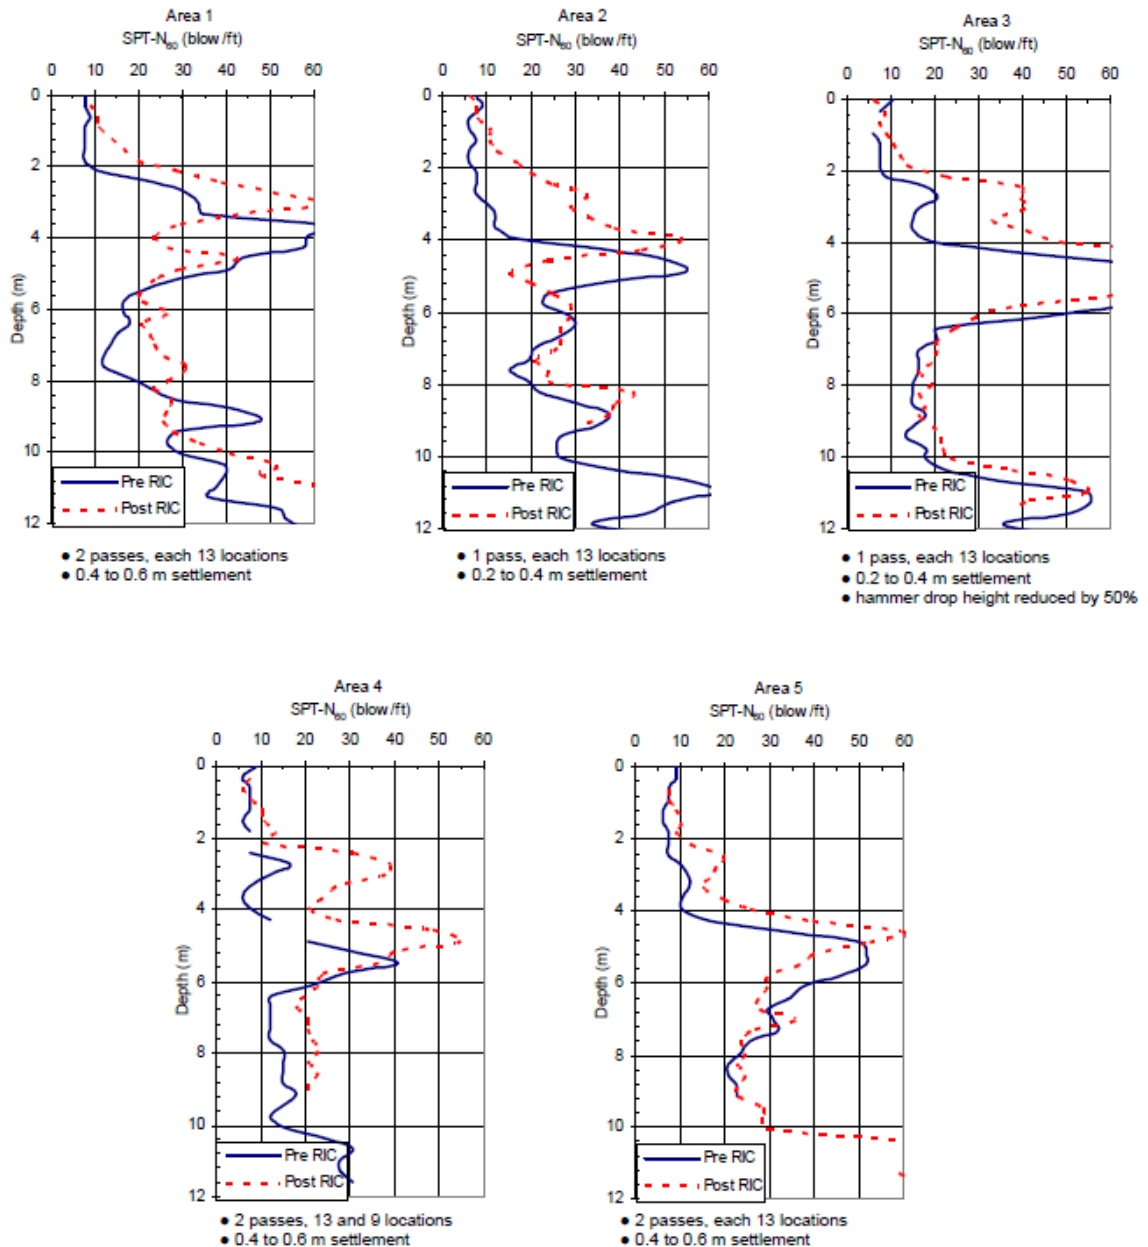 Area 1
SPT-N60 (blow/ft)
0 10 20 30 40 50 60
0
2
4
6
8
10
12
Depth (m)
Pre RIC
Post RIC
● 2 passes, each 13 locations
● 0.4 to 0.6 m settlement
Area 2
SPT-N60 (blow/ft)
0 10 20 30 40 50 60
0
2
4
6
8
10
12
Depth (m)
Pre RIC
Post RIC
● 1 pass, each 13 locations
● 0.2 to 0.4 m settlement
Area 3
SPT-N60 (blow/ft)
0 10 20 30 40 50 60
0
2
4
6
8
10
12
Depth (m)
Pre RIC
Post RIC
● 1 pass, each 13 locations
● 0.2 to 0.4 m settlement
● hammer drop height reduced by 50%
Area 4
SPT-N60 (blow/ft)
0 10 20 30 40 50 60
0
2
4
6
8
10
12
Depth (m)
Pre RIC
Post RIC
● 2 passes, 13 and 9 locations
● 0.4 to 0.6 m settlement
Area 5
SPT-N60 (blow/ft)
0 10 20 30 40 50 60
0
2
4
6
8
10
12
Depth (m)
Pre RIC
Post RIC
● 2 passes, each 13 locations
● 0.4 to 0.6 m settlement